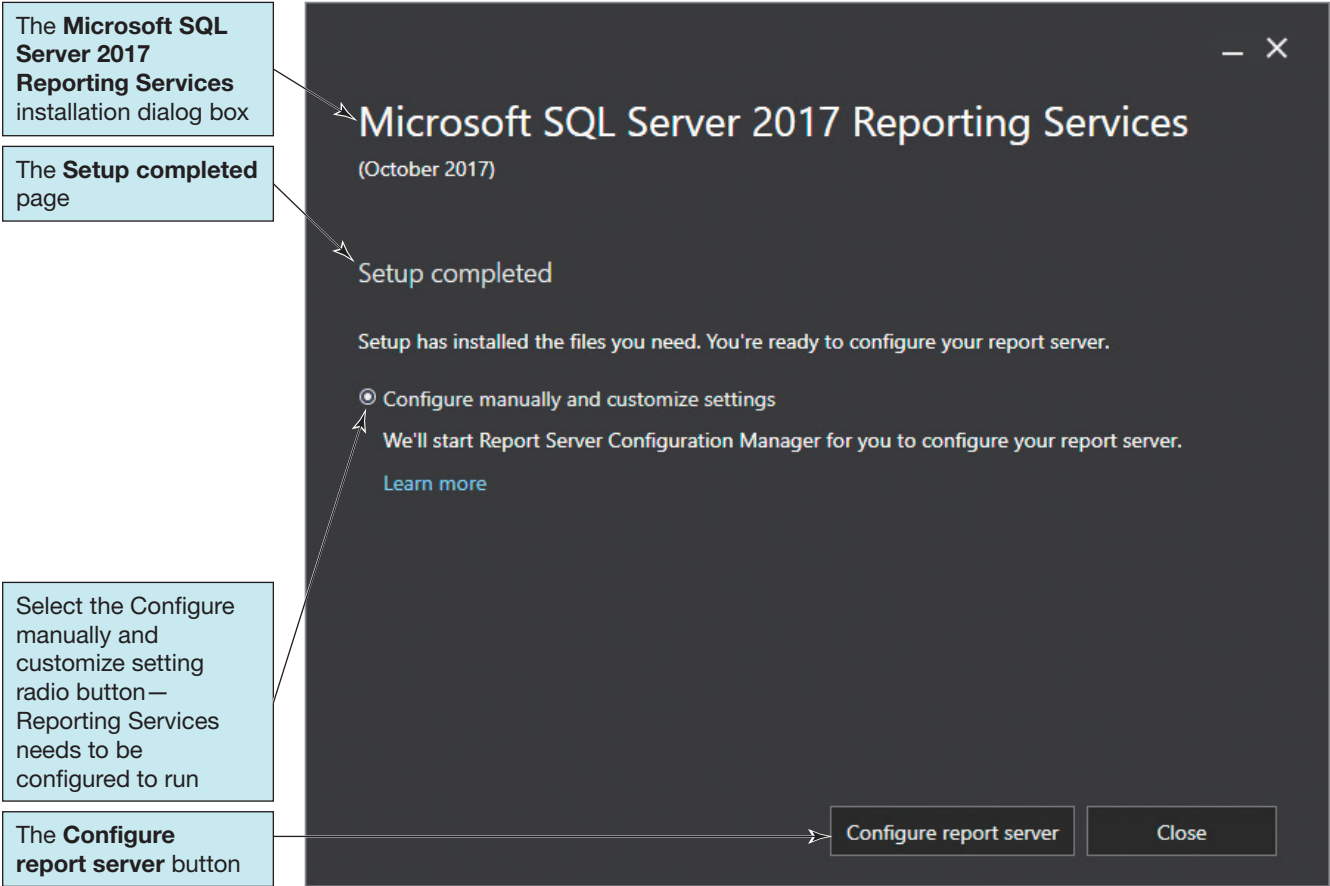 The Microsoft SQL
Server 2017
Reporting Services
installation dialog box
The Setup completed
page
Select the Configure
manually and
customize setting
radio button—
Reporting Services
needs to be
configured to run
The Configure
report server button
Microsoft SQL Server 2017 Reporting Services
(October 2017)
Setup completed
Setup has installed the files you need. You're ready to configure your report server.
Configure manually and customize settings
We'll start Report Server Configuration Manager for you to configure your report server.
Learn more
Configure report server
Close